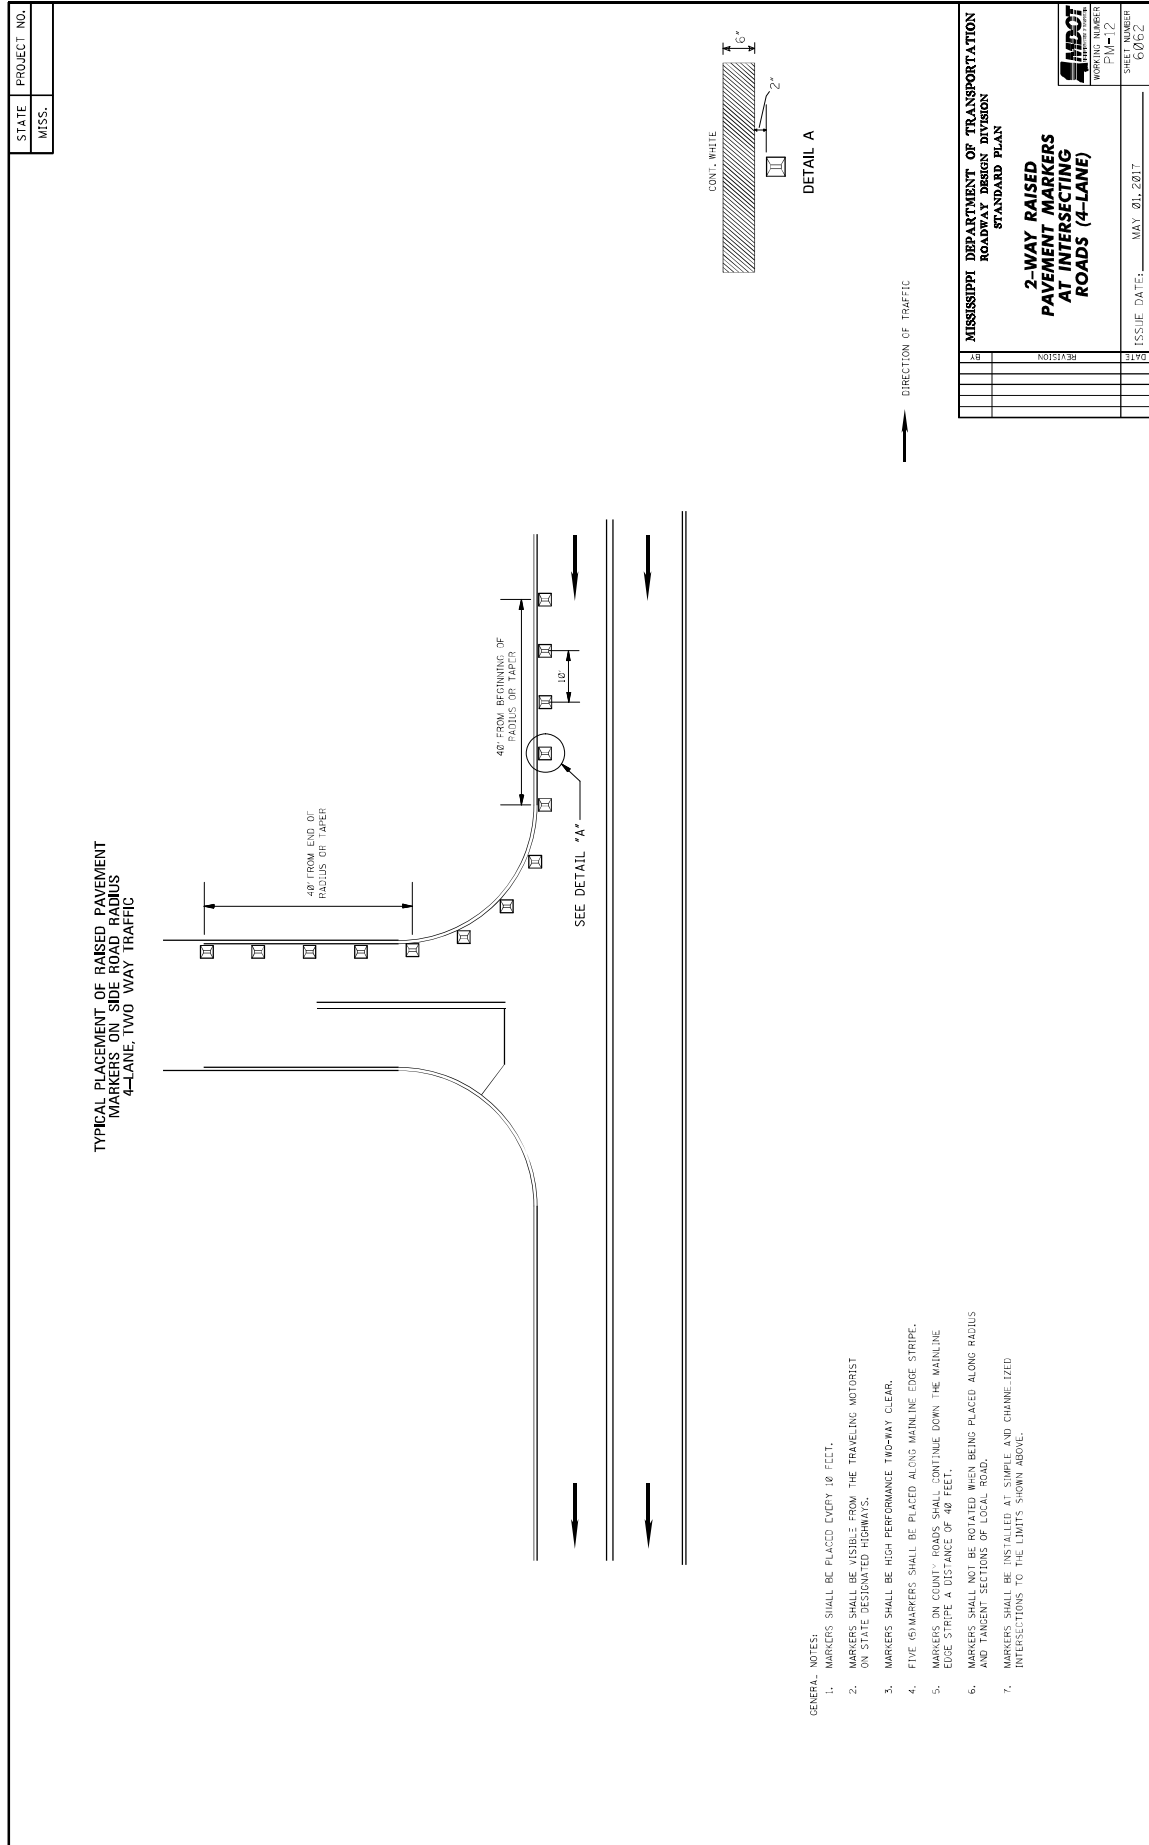 STATE
PROJECT NO.
MISS.
TYPICAL PLACEMENT OF RAISED PAVEMENT
MARKERS ON SIDE ROAD RADIUS
4-LANE, TWO WAY TRAFFIC
40' FROM END OF
RADIUS OR TAPER
40' FROM BEGINNING OF
RADIUS OR TAPER
10'
SEE DETAIL "A"
CONT. WHITE
6"
2"
DETAIL A
DIRECTION OF TRAFFIC
GENERAL NOTES:
1. MARKERS SHALL BE PLACED EVERY 10 FEET.
2. MARKERS SHALL BE VISIBLE FROM THE TRAVELING MOTORIST
ON STATE DESIGNATED HIGHWAYS.
3. MARKERS SHALL BE HIGH PERFORMANCE TWO-WAY CLEAR.
4. FIVE (5) MARKERS SHALL BE PLACED ALONG MAINLINE EDGE STRIPE.
5. MARKERS ON COUNTY ROADS SHALL CONTINUE DOWN THE MAINLINE
EDGE STRIPE A DISTANCE OF 40 FEET.
6. MARKERS SHALL NOT BE ROTATED WHEN BEING PLACED ALONG RADIUS
AND TANGENT SECTIONS OF LOCAL ROAD.
7. MARKERS SHALL BE INSTALLED AT SIMPLE AND CHANNELIZED
INTERSECTIONS TO THE LIMITS SHOWN ABOVE.
BY
REVISION
DATE
MISSISSIPPI DEPARTMENT OF TRANSPORTATION
ROADWAY DESIGN DIVISION
STANDARD PLAN
2-WAY RAISED
PAVEMENT MARKERS
AT INTERSECTING
ROADS (4-LANE)
ISSUE DATE: MAY 01, 2017
MDOT
WORKING NUMBER
PM-12
SHEET NUMBER
6062